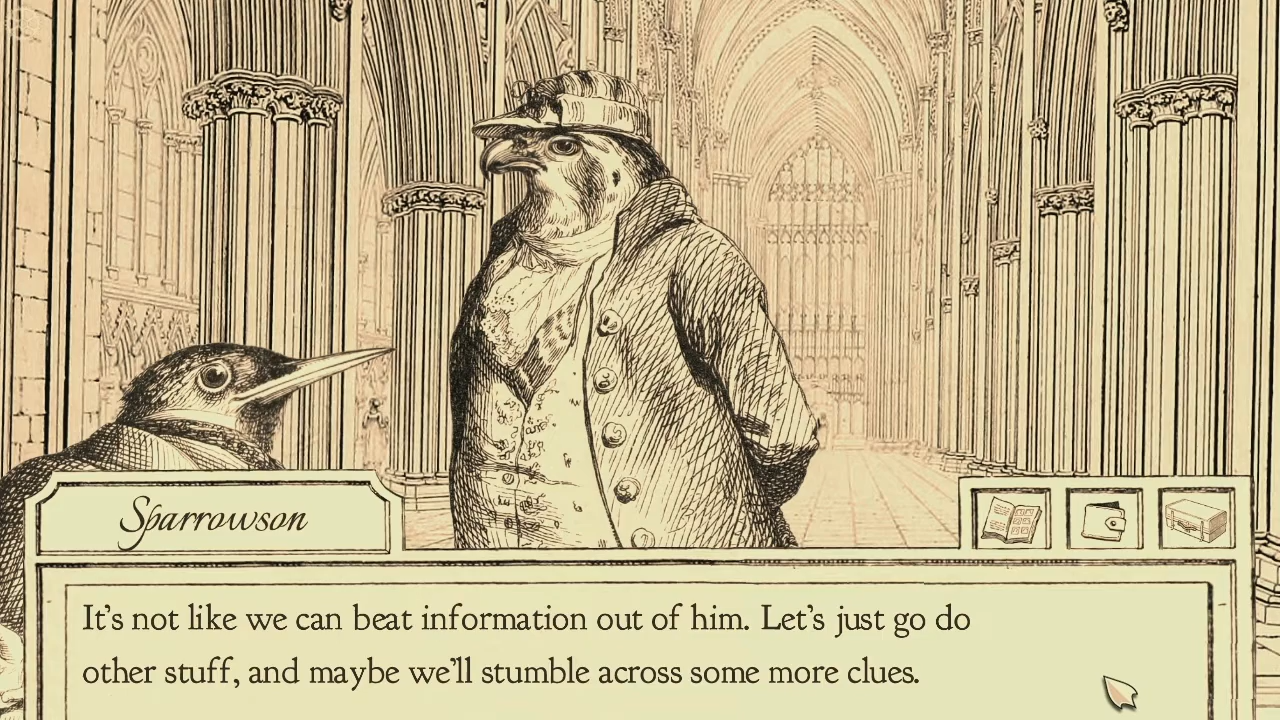 Sparrowson
It's not like we can beat information out of him. Let's just go do
other stuff, and maybe we'll stumble across some more clues.